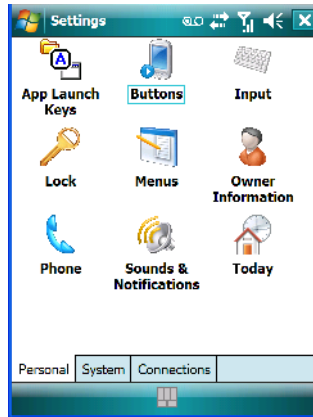 Settings
App Launch
Keys
Buttons
Input
Lock
Menus
Owner
Information
Phone
Sounds &
Notifications
Today
Personal
System
Connections